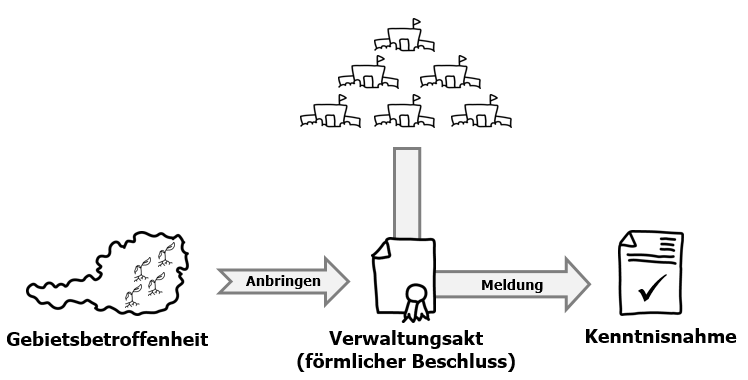 Anbringen
Meldung
Gebietsbetroffenheit
Verwaltungsakt
(förmlicher Beschluss)
Kenntnisnahme